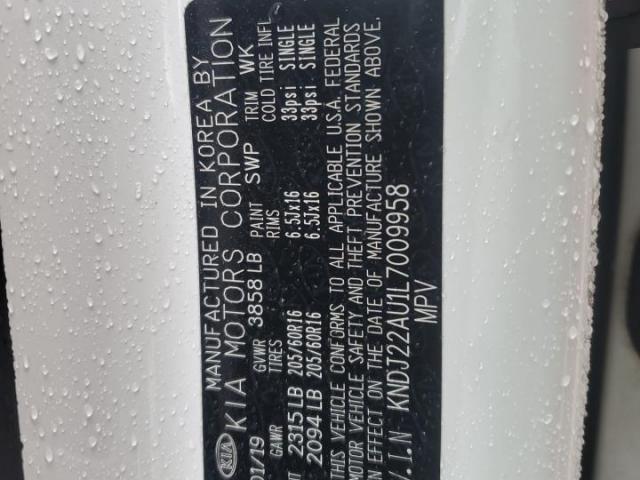 KIA MANUFACTURED IN KOREA BY
KIA MOTORS CORPORATION
01/19 GVWR 3858 LB PAINT SWP TRIM WK
GAWR TIRES RIMS COLD TIRE INFL
2315 LB 205/60R16 6.5Jx16 33psi SINGLE
2094 LB 205/60R16 6.5Jx16 33psi SINGLE
THIS VEHICLE CONFORMS TO ALL APPLICABLE U.S.A. FEDERAL
MOTOR VEHICLE SAFETY AND THEFT PREVENTION STANDARDS
IN EFFECT ON THE DATE OF MANUFACTURE SHOWN ABOVE.
V.I.N KNDJ22AU1L7009958
MPV